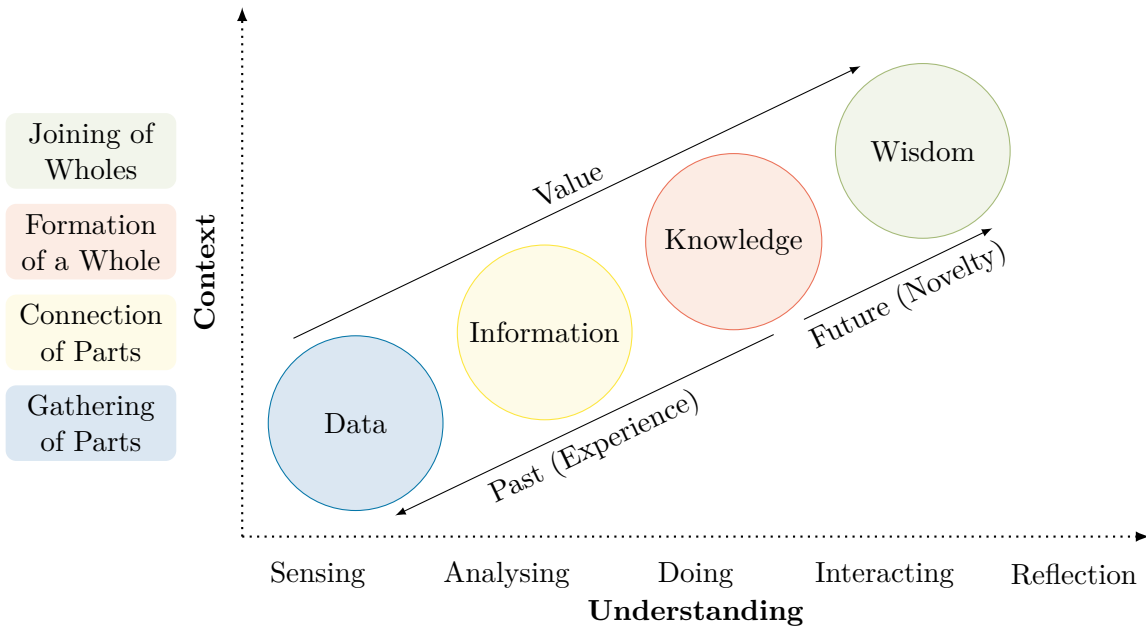 Joining of
Wholes
Formation
of a Whole
Connection
of Parts
Gathering
of Parts
Context
Value
Wisdom
Knowledge
Information
Data
Future (Novelty)
Past (Experience)
Sensing
Analysing
Doing
Interacting
Reflection
Understanding